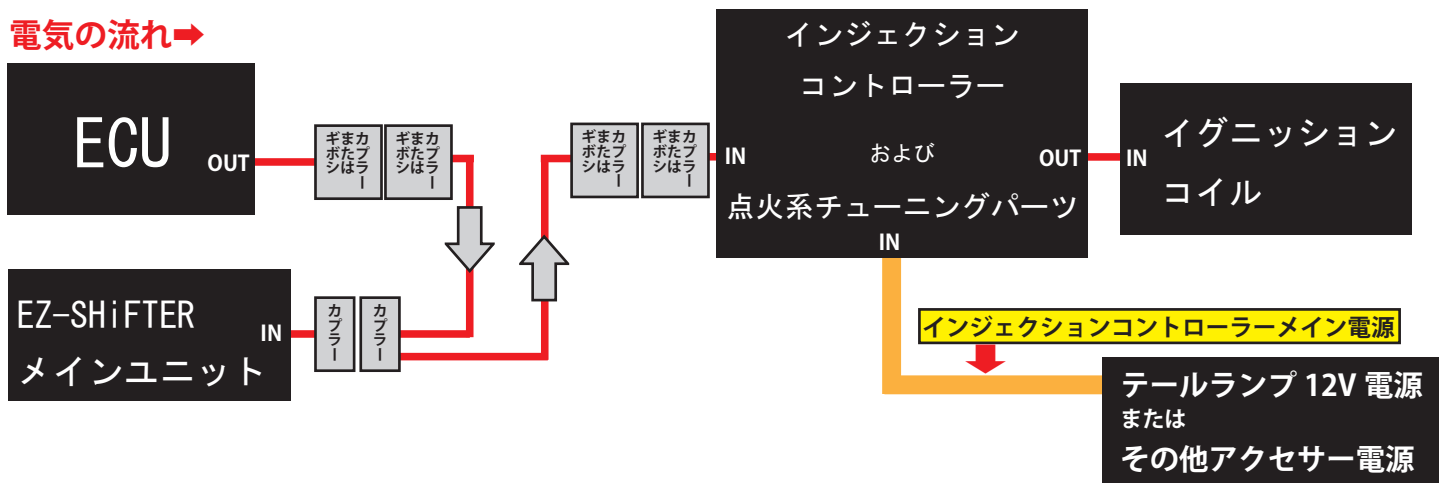 電気の流れ➡
ECU
OUT
カプラー
または
ギボシ
カプラー
または
ギボシ
EZ-SHiFTER
メインユニット
IN
カプラー
カプラー
カプラー
または
ギボシ
カプラー
または
ギボシ
インジェクション
コントローラー
IN
および
OUT
点火系チューニングパーツ
IN
IN
イグニッション
コイル
インジェクションコントローラーメイン電源
テールランプ 12V 電源
または
その他アクセサー電源